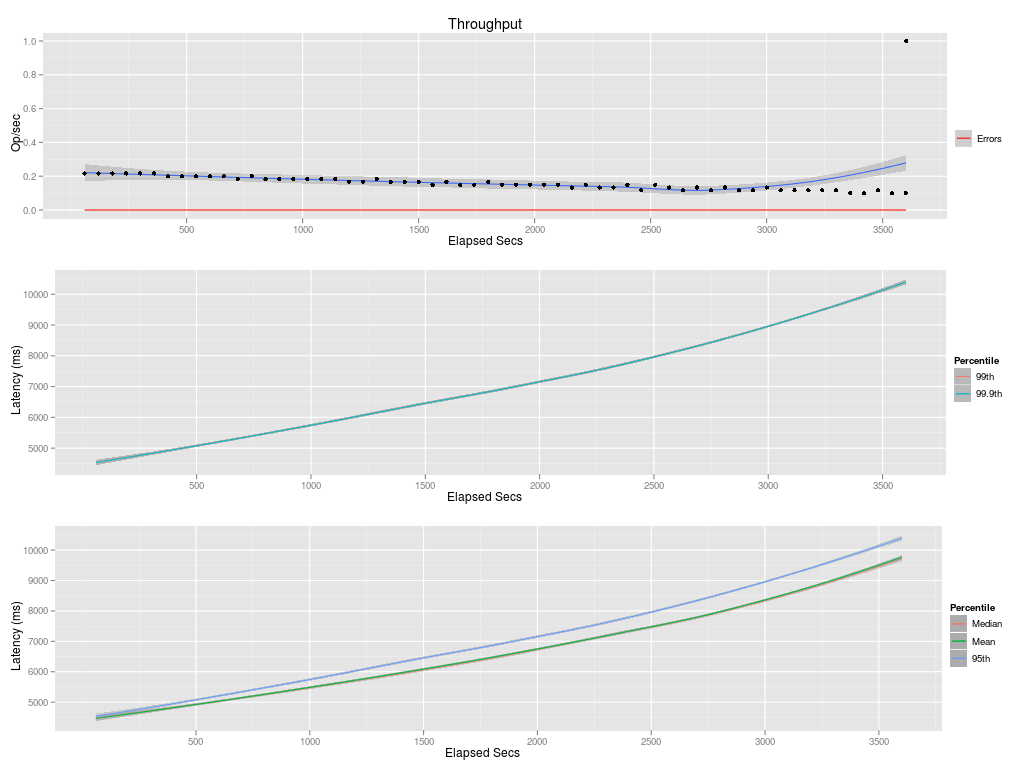 Throughput
Op/sec
1.0
0.8
0.6
0.4
0.2
0.0
500 1000 1500 2000 2500 3000 3500
Elapsed Secs
Errors
Latency (ms)
10000
9000
8000
7000
6000
5000
500 1000 1500 2000 2500 3000 3500
Elapsed Secs
Percentile
99th
99.9th
Latency (ms)
10000
9000
8000
7000
6000
5000
500 1000 1500 2000 2500 3000 3500
Elapsed Secs
Percentile
Median
Mean
95th